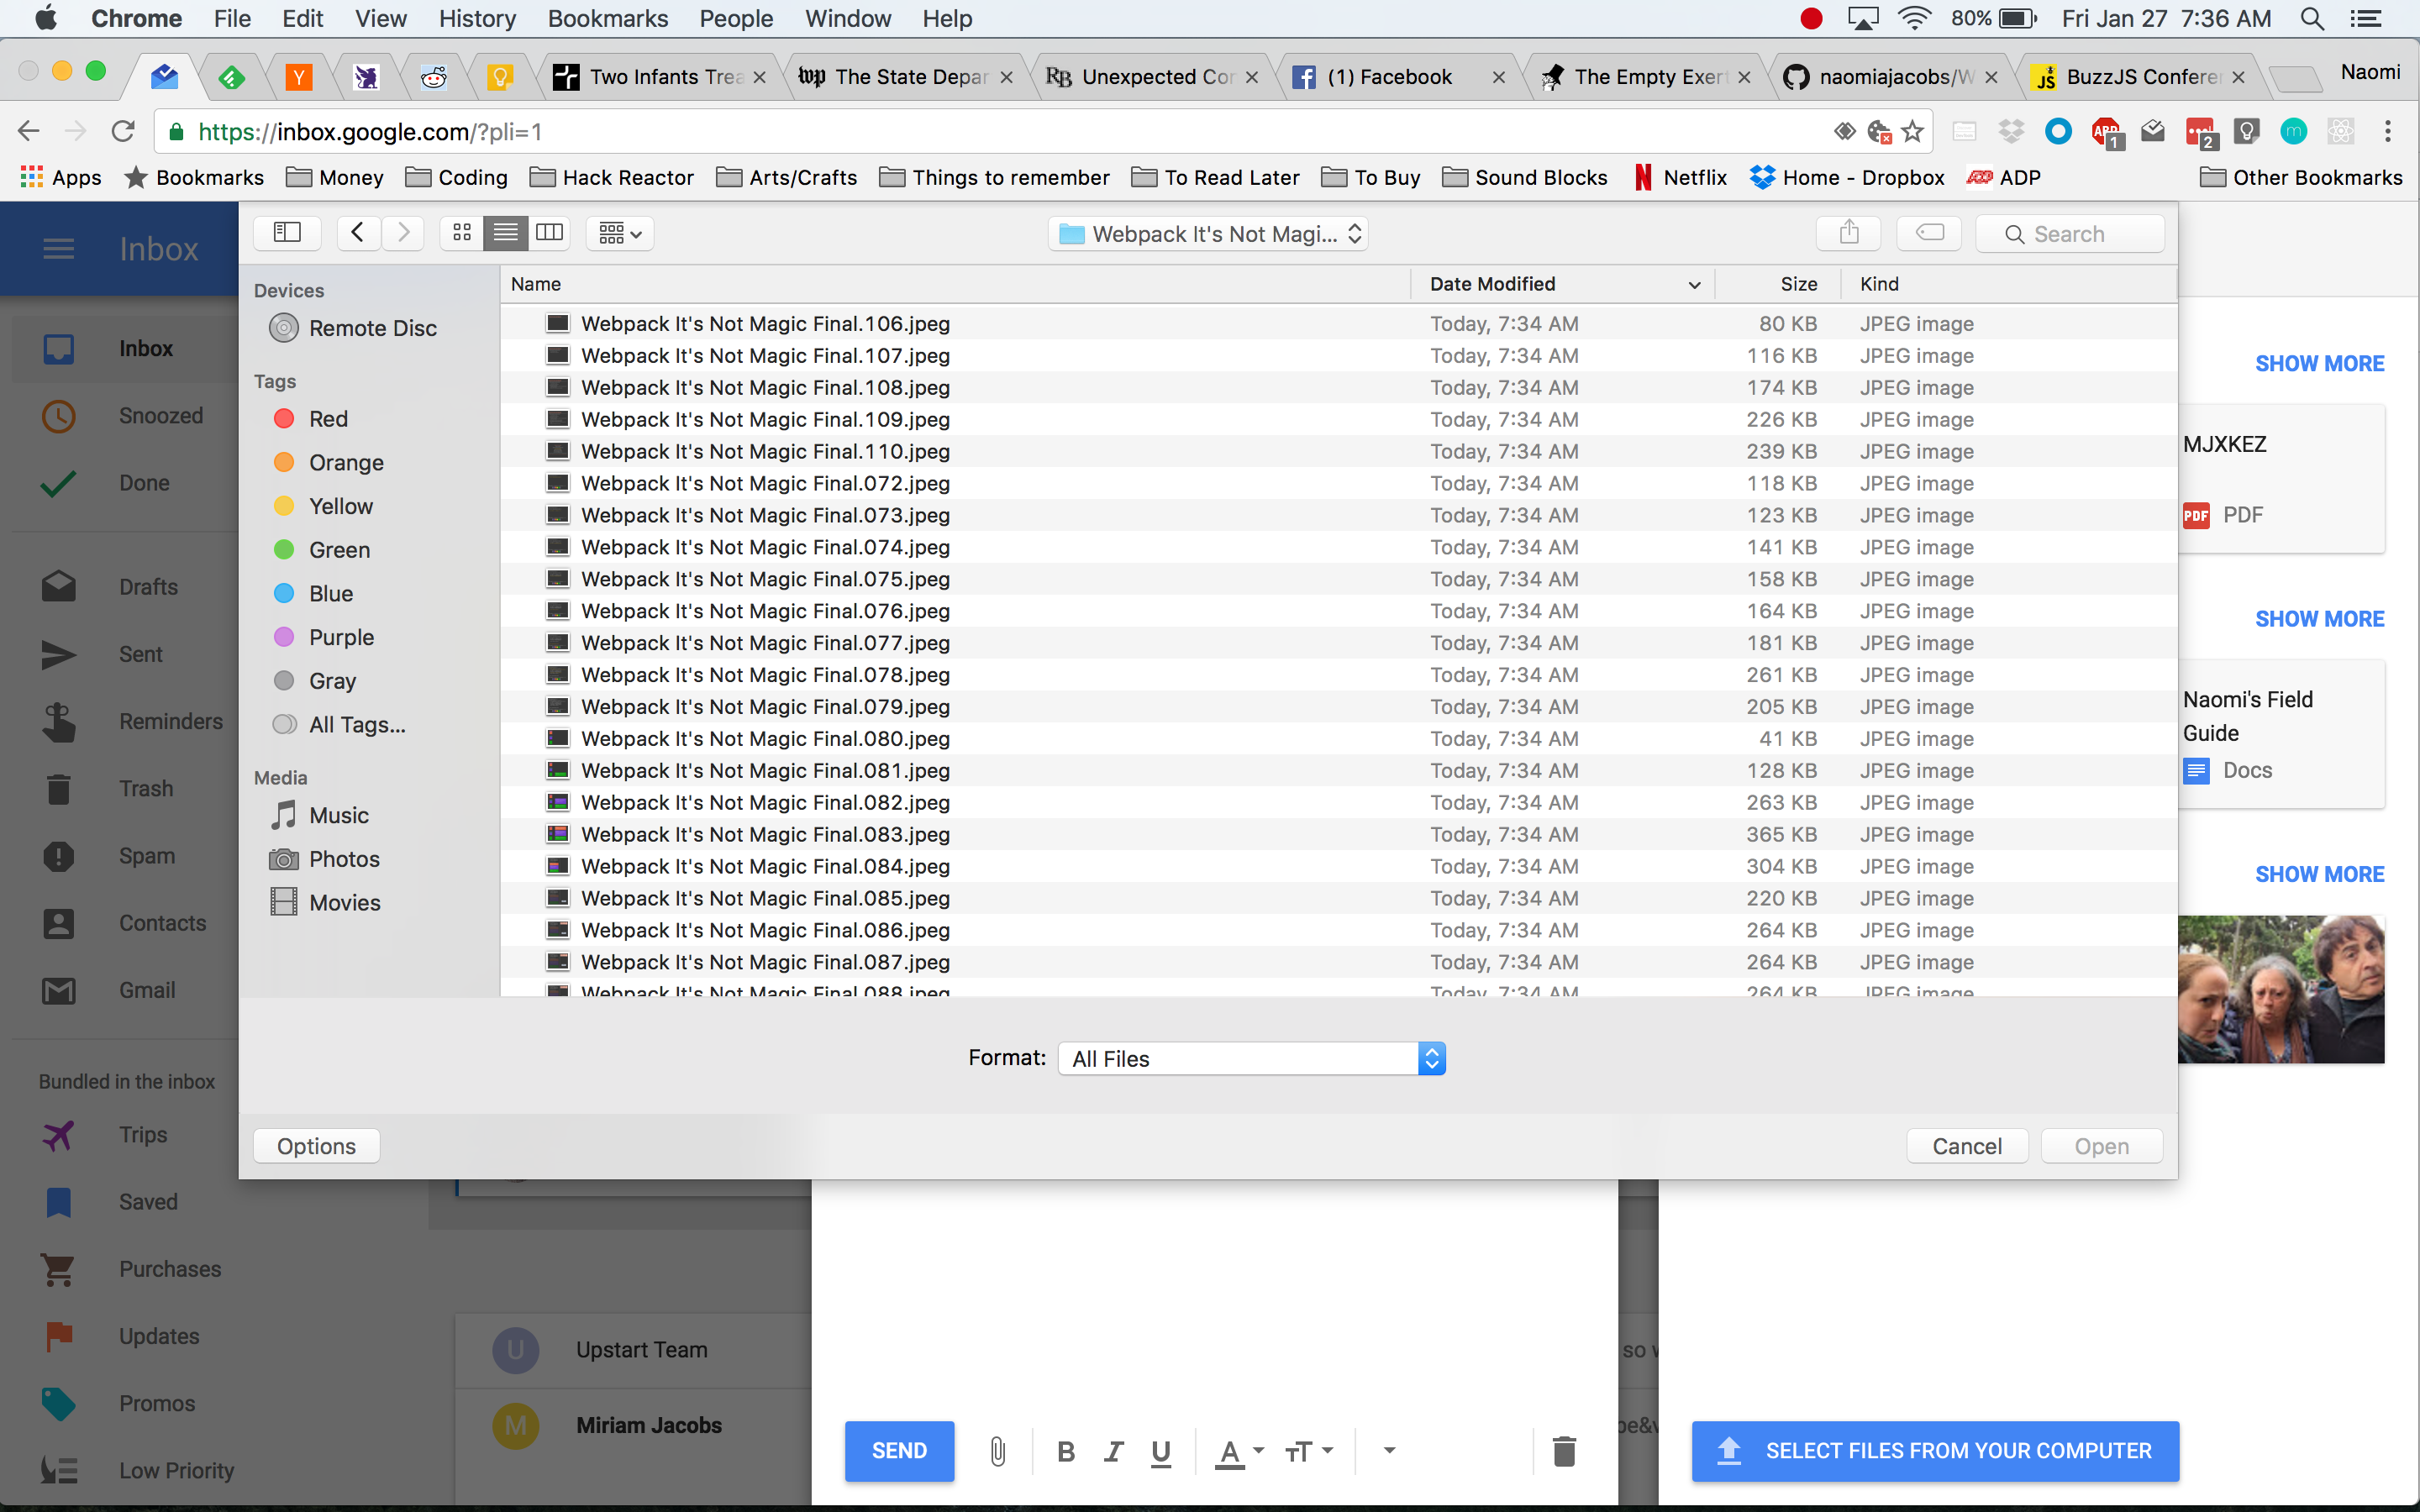 Chrome File Edit View History Bookmarks People Window Help 80% Fri Jan 27 7:36 AM
Two Infants Trea The State Depar Unexpected Cor (1) Facebook The Empty Exert naomiajacobs/W BuzzJS Conferer Naomi
https://inbox.google.com/?pli=1
Apps Bookmarks Money Coding Hack Reactor Arts/Crafts Things to remember To Read Later To Buy Sound Blocks Netflix Home - Dropbox ADP Other Bookmarks
Inbox
Webpack It's Not Magi... Search
Devices
Remote Disc
Tags
Red
Orange
Yellow
Green
Blue
Purple
Gray
All Tags...
Media
Music
Photos
Movies
Name Date Modified Size Kind
Webpack It's Not Magic Final.106.jpeg Today, 7:34 AM 80 KB JPEG image
Webpack It's Not Magic Final.107.jpeg Today, 7:34 AM 116 KB JPEG image
Webpack It's Not Magic Final.108.jpeg Today, 7:34 AM 174 KB JPEG image
Webpack It's Not Magic Final.109.jpeg Today, 7:34 AM 226 KB JPEG image
Webpack It's Not Magic Final.110.jpeg Today, 7:34 AM 239 KB JPEG image
Webpack It's Not Magic Final.072.jpeg Today, 7:34 AM 118 KB JPEG image
Webpack It's Not Magic Final.073.jpeg Today, 7:34 AM 123 KB JPEG image
Webpack It's Not Magic Final.074.jpeg Today, 7:34 AM 141 KB JPEG image
Webpack It's Not Magic Final.075.jpeg Today, 7:34 AM 158 KB JPEG image
Webpack It's Not Magic Final.076.jpeg Today, 7:34 AM 164 KB JPEG image
Webpack It's Not Magic Final.077.jpeg Today, 7:34 AM 181 KB JPEG image
Webpack It's Not Magic Final.078.jpeg Today, 7:34 AM 261 KB JPEG image
Webpack It's Not Magic Final.079.jpeg Today, 7:34 AM 205 KB JPEG image
Webpack It's Not Magic Final.080.jpeg Today, 7:34 AM 41 KB JPEG image
Webpack It's Not Magic Final.081.jpeg Today, 7:34 AM 128 KB JPEG image
Webpack It's Not Magic Final.082.jpeg Today, 7:34 AM 263 KB JPEG image
Webpack It's Not Magic Final.083.jpeg Today, 7:34 AM 365 KB JPEG image
Webpack It's Not Magic Final.084.jpeg Today, 7:34 AM 304 KB JPEG image
Webpack It's Not Magic Final.085.jpeg Today, 7:34 AM 220 KB JPEG image
Webpack It's Not Magic Final.086.jpeg Today, 7:34 AM 264 KB JPEG image
Webpack It's Not Magic Final.087.jpeg Today, 7:34 AM 264 KB JPEG image
Webpack It's Not Magic Final.088.jpeg Today, 7:34 AM 264 KB JPEG image
Format: All Files
Options Cancel Open
Inbox
Snoozed
Done
Drafts
Sent
Reminders
Trash
Spam
Contacts
Gmail
Bundled in the inbox
Trips
Saved
Purchases
Updates
Promos
Low Priority
U Upstart Team
M Miriam Jacobs
so
SEND B I U A TT
SHOW MORE
MJXKEZ
PDF PDF
SHOW MORE
Naomi's Field
Guide
Docs
SHOW MORE
SELECT FILES FROM YOUR COMPUTER